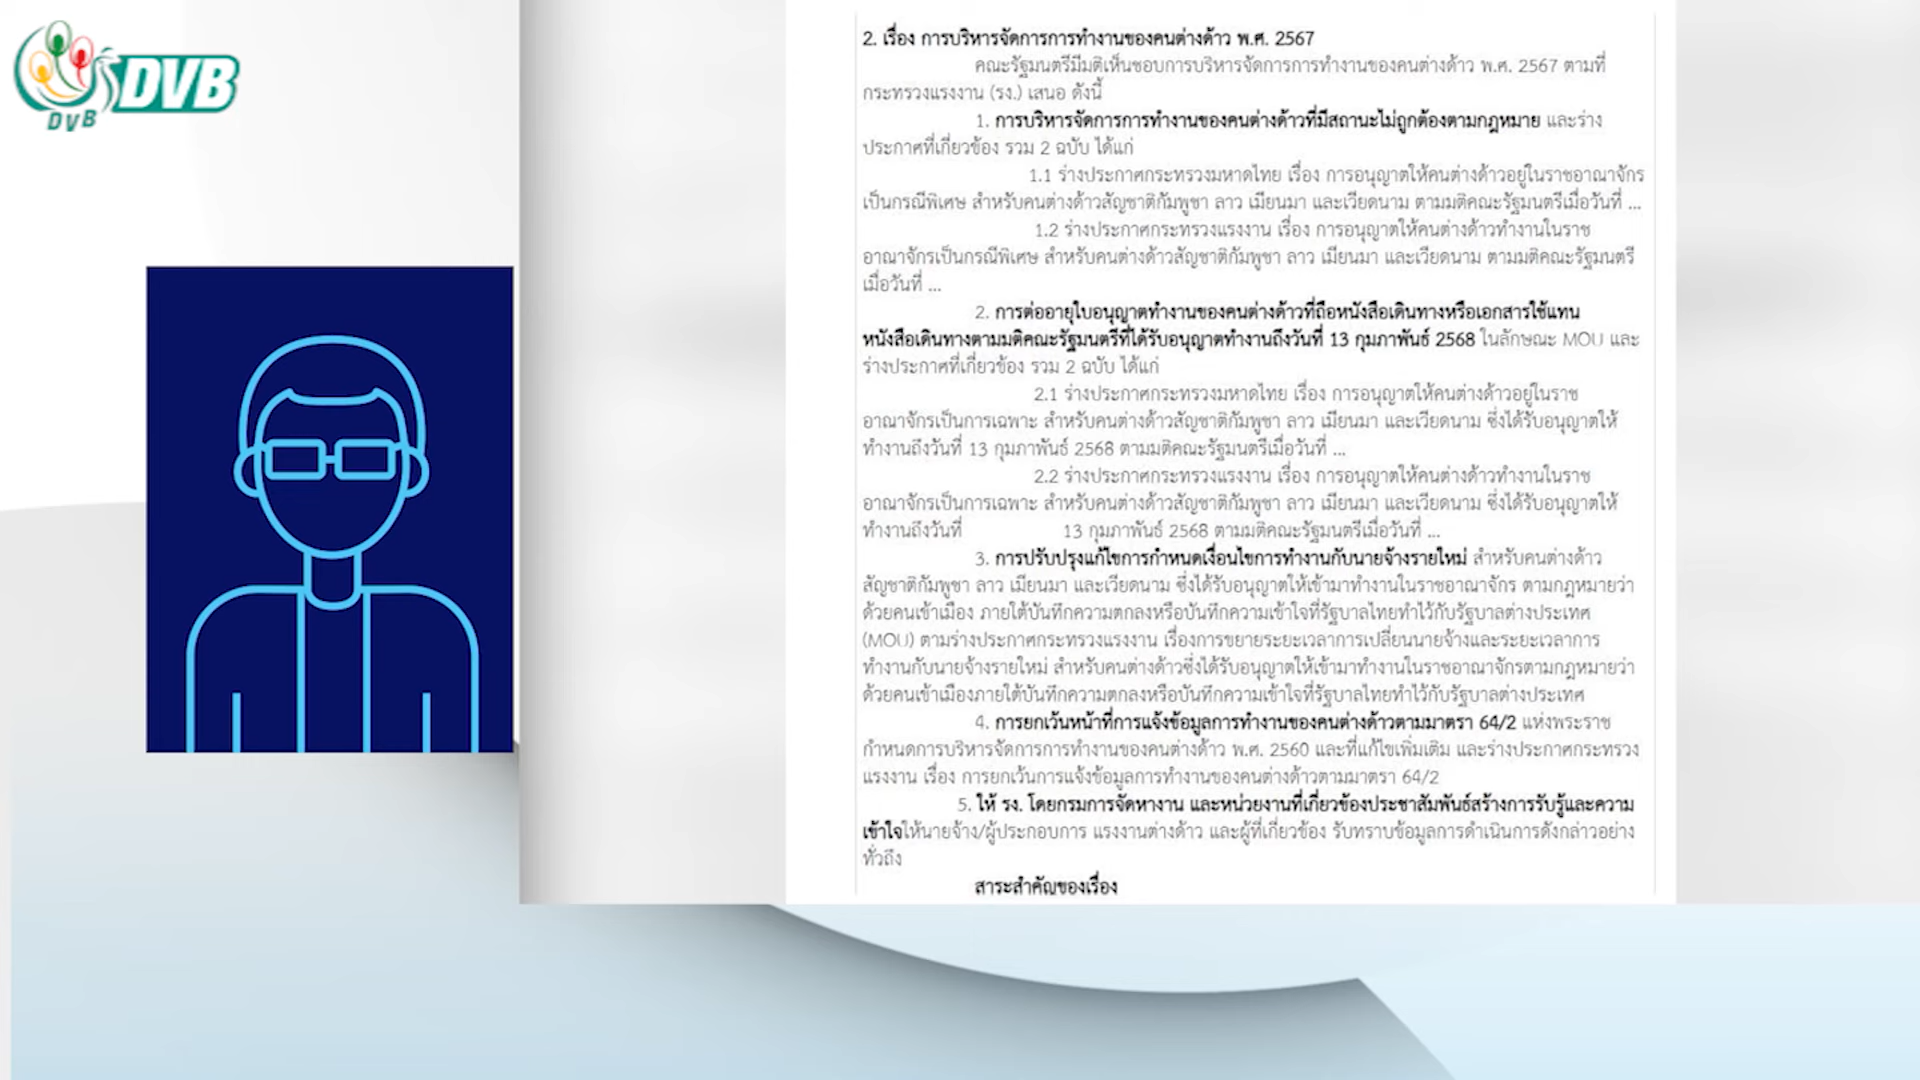 DVB
DVB
2. เรื่อง การบริหารจัดการการทำงานของคนต่างด้าว พ.ศ. 2567
คณะรัฐมนตรีมีมติเห็นชอบการบริหารจัดการการทำงานของคนต่างด้าว พ.ศ. 2567 ตามที่
กระทรวงแรงงาน (รง.) เสนอ ดังนี้
1. การบริหารจัดการการทำงานของคนต่างด้าวที่มีสถานะไม่ถูกต้องตามกฎหมาย และร่าง
ประกาศที่เกี่ยวข้อง รวม 2 ฉบับ ได้แก่
1.1 ร่างประกาศกระทรวงมหาดไทย เรื่อง การอนุญาตให้คนต่างด้าวอยู่ในราชอาณาจักร
เป็นกรณีพิเศษ สำหรับคนต่างด้าวสัญชาติกัมพูชา ลาว เมียนมา และเวียดนาม ตามมติคณะรัฐมนตรีเมื่อวันที่ ...
1.2 ร่างประกาศกระทรวงแรงงาน เรื่อง การอนุญาตให้คนต่างด้าวทำงานในราช
อาณาจักรเป็นกรณีพิเศษ สำหรับคนต่างด้าวสัญชาติกัมพูชา ลาว เมียนมา และเวียดนาม ตามมติคณะรัฐมนตรี
เมื่อวันที่ ...
2. การต่ออายุใบอนุญาตทำงานของคนต่างด้าวที่ถือหนังสือเดินทางหรือเอกสารใช้แทน
หนังสือเดินทางตามมติคณะรัฐมนตรีที่ได้รับอนุญาตทำงานถึงวันที่ 13 กุมภาพันธ์ 2568 ในลักษณะ MOU และ
ร่างประกาศที่เกี่ยวข้อง รวม 2 ฉบับ ได้แก่
2.1 ร่างประกาศกระทรวงมหาดไทย เรื่อง การอนุญาตให้คนต่างด้าวอยู่ในราช
อาณาจักรเป็นการเฉพาะ สำหรับคนต่างด้าวสัญชาติกัมพูชา ลาว เมียนมา และเวียดนาม ซึ่งได้รับอนุญาตให้
ทำงานถึงวันที่ 13 กุมภาพันธ์ 2568 ตามมติคณะรัฐมนตรีเมื่อวันที่ ...
2.2 ร่างประกาศกระทรวงแรงงาน เรื่อง การอนุญาตให้คนต่างด้าวทำงานในราช
อาณาจักรเป็นการเฉพาะ สำหรับคนต่างด้าวสัญชาติกัมพูชา ลาว เมียนมา และเวียดนาม ซึ่งได้รับอนุญาตให้
ทำงานถึงวันที่ 13 กุมภาพันธ์ 2568 ตามมติคณะรัฐมนตรีเมื่อวันที่ ...
3. การปรับปรุงแก้ไขการกำหนดเงื่อนไขการทำงานกับนายจ้างรายใหม่ สำหรับคนต่างด้าว
สัญชาติกัมพูชา ลาว เมียนมา และเวียดนาม ซึ่งได้รับอนุญาตให้เข้ามาทำงานในราชอาณาจักร ตามกฎหมายว่า
ด้วยคนเข้าเมือง ภายใต้บันทึกความตกลงหรือบันทึกความเข้าใจที่รัฐบาลไทยทำไว้กับรัฐบาลต่างประเทศ
(MOU) ตามร่างประกาศกระทรวงแรงงาน เรื่องการขยายระยะเวลาการเปลี่ยนนายจ้างและระยะเวลาการ
ทำงานกับนายจ้างรายใหม่ สำหรับคนต่างด้าวซึ่งได้รับอนุญาตให้เข้ามาทำงานในราชอาณาจักรตามกฎหมายว่า
ด้วยคนเข้าเมืองภายใต้บันทึกความตกลงหรือบันทึกความเข้าใจที่รัฐบาลไทยทำไว้กับรัฐบาลต่างประเทศ
4. การยกเว้นหน้าที่การแจ้งข้อมูลการทำงานของคนต่างด้าวตามมาตรา 64/2 แห่งพระราช
กำหนดการบริหารจัดการการทำงานของคนต่างด้าว พ.ศ. 2560 และที่แก้ไขเพิ่มเติม และร่างประกาศกระทรวง
แรงงาน เรื่อง การยกเว้นการแจ้งข้อมูลการทำงานของคนต่างด้าวตามมาตรา 64/2
5. ให้ รง. โดยกรมการจัดหางาน และหน่วยงานที่เกี่ยวข้องประชาสัมพันธ์สร้างการรับรู้และความ
เข้าใจให้นายจ้าง/ผู้ประกอบการ แรงงานต่างด้าว และผู้ที่เกี่ยวข้อง รับทราบข้อมูลการดำเนินการดังกล่าวอย่าง
ทั่วถึง
สาระสำคัญของเรื่อง